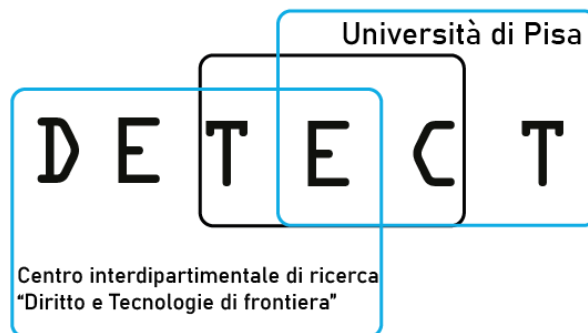 Università di Pisa
DETECT
Centro interdipartimentale di ricerca
“Diritto e Tecnologie di frontiera”